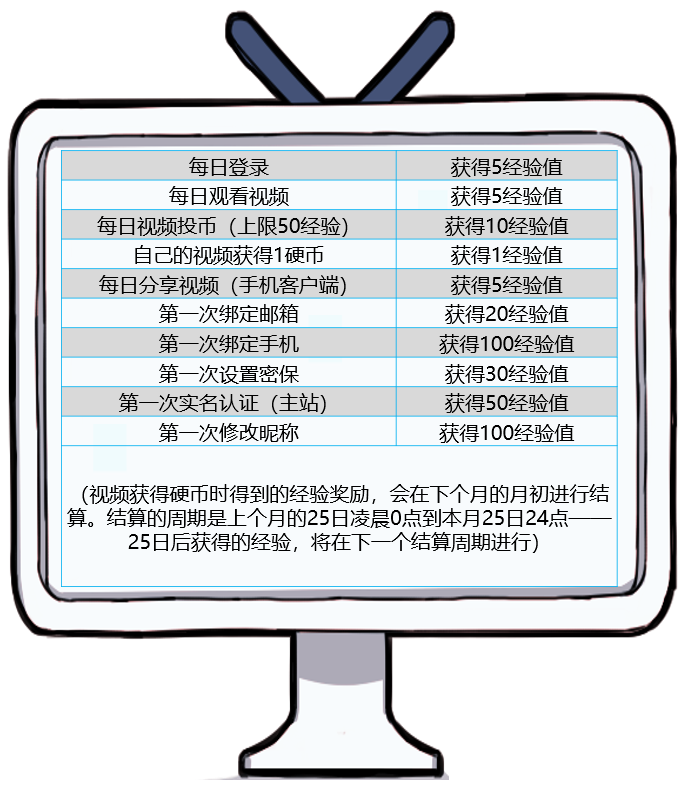 每日登录 获得5经验值
每日观看视频 获得5经验值
每日视频投币（上限50经验） 获得10经验值
自己的视频获得1硬币 获得1经验值
每日分享视频（手机客户端） 获得5经验值
第一次绑定邮箱 获得20经验值
第一次绑定手机 获得100经验值
第一次设置密保 获得30经验值
第一次实名认证（主站） 获得50经验值
第一次修改昵称 获得100经验值
（视频获得硬币时得到的经验奖励，会在下个月的月初进行结
算。结算的周期是上个月的25日凌晨0点到本月25日24点——
25日后获得的经验，将在下一个结算周期进行）